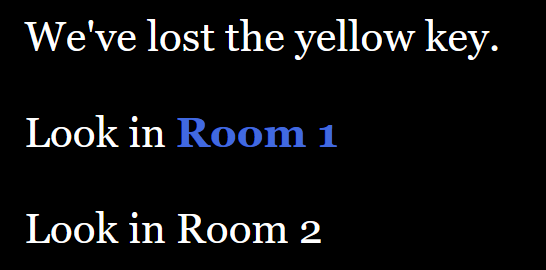 We've lost the yellow key.
Look in Room 1
Look in Room 2